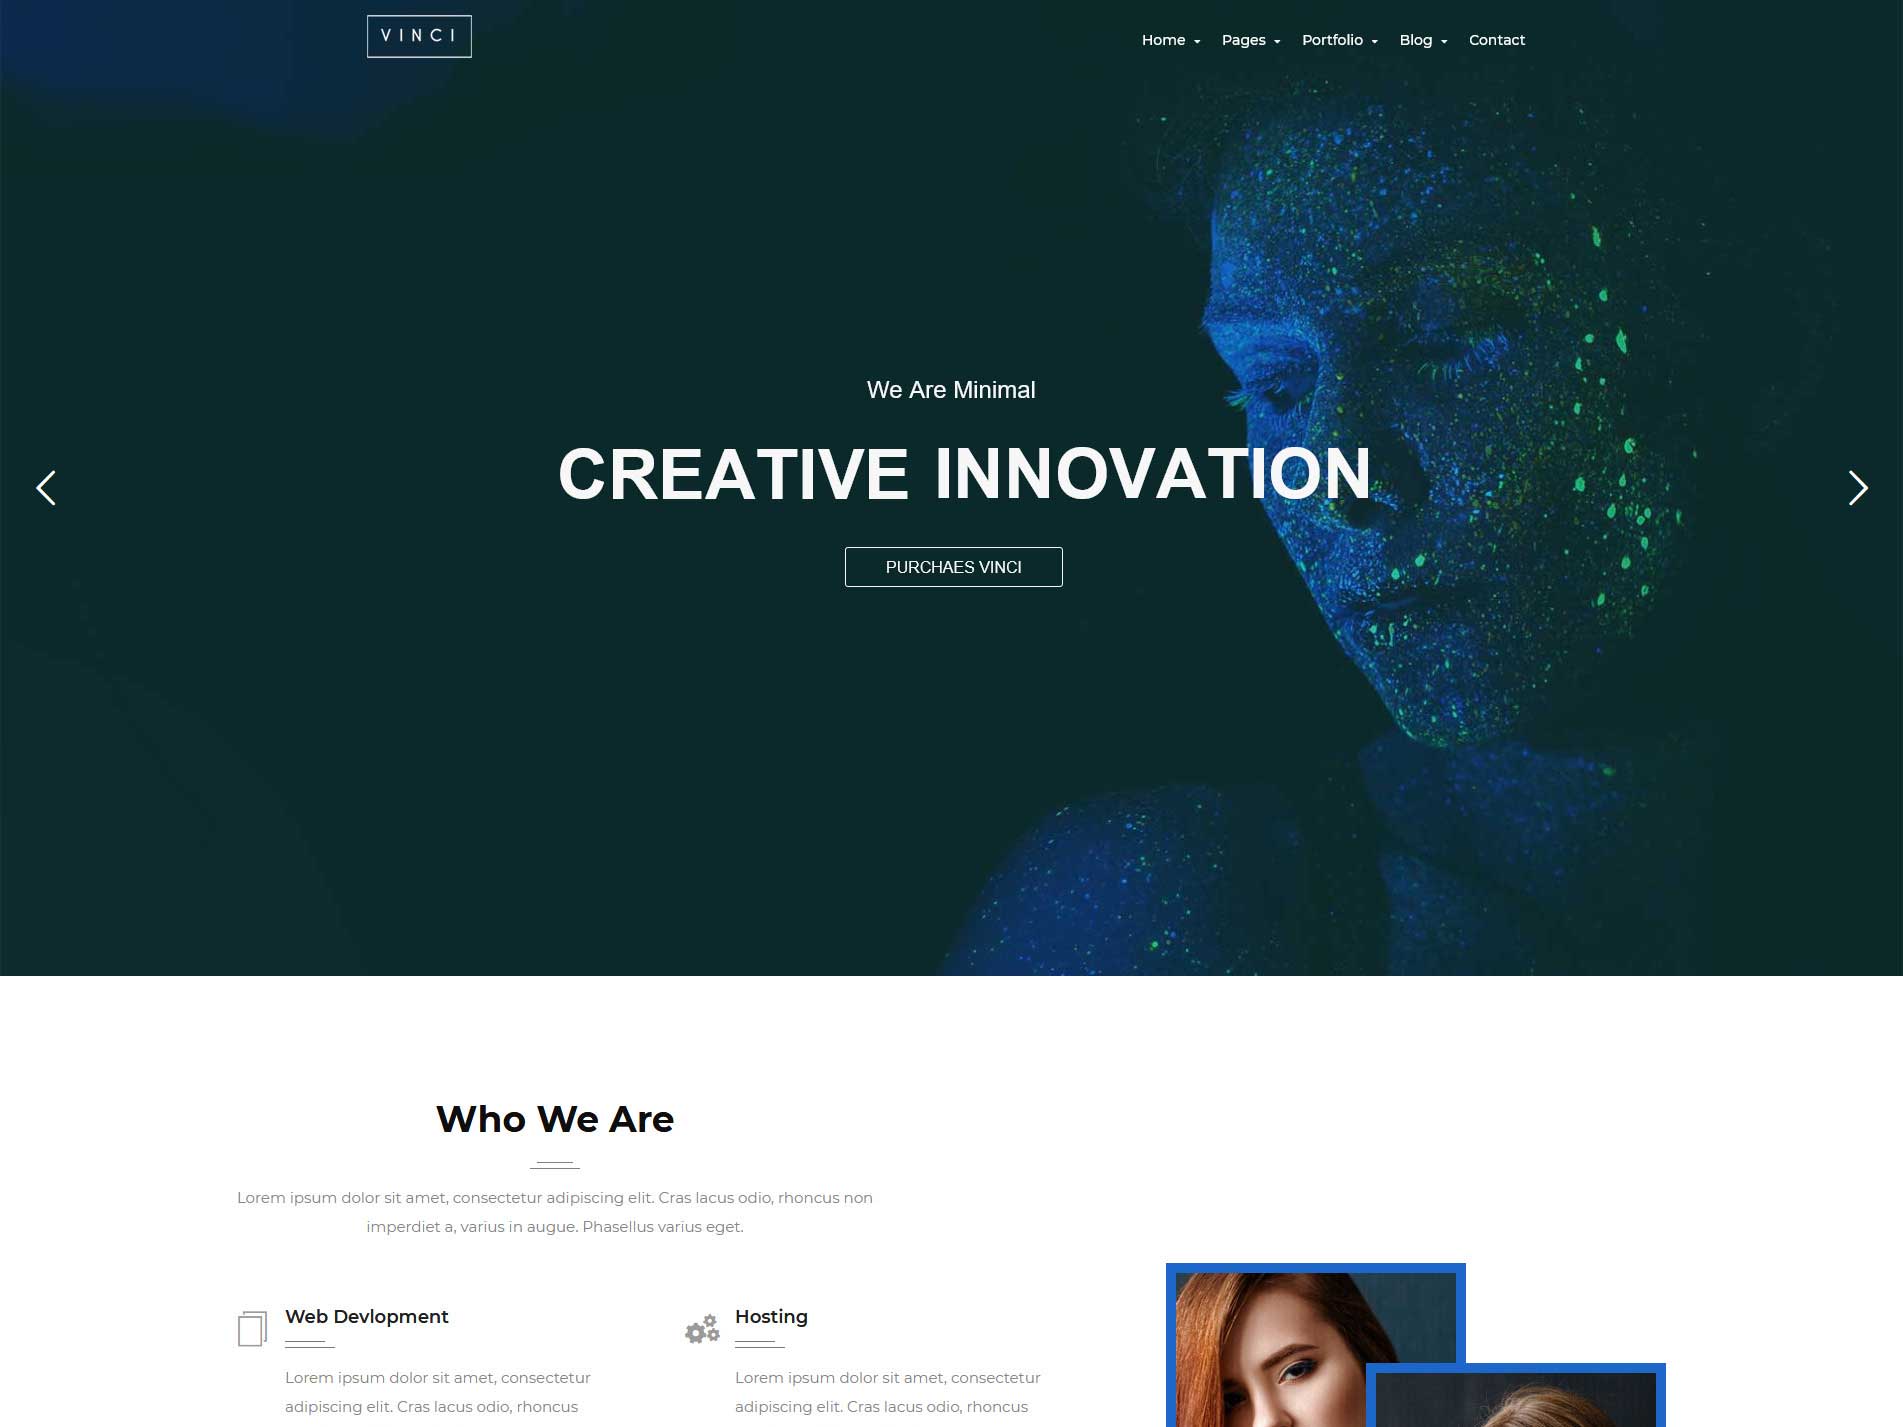 VINCI
Home Pages Portfolio Blog Contact
We Are Minimal
CREATIVE INNOVATION
PURCHAES VINCI
Who We Are
Lorem ipsum dolor sit amet, consectetur adipiscing elit. Cras lacus odio, rhoncus non
imperdiet a, varius in augue. Phasellus varius eget.
Web Devlopment
Lorem ipsum dolor sit amet, consectetur
adipiscing elit. Cras lacus odio, rhoncus
Hosting
Lorem ipsum dolor sit amet, consectetur
adipiscing elit. Cras lacus odio, rhoncus